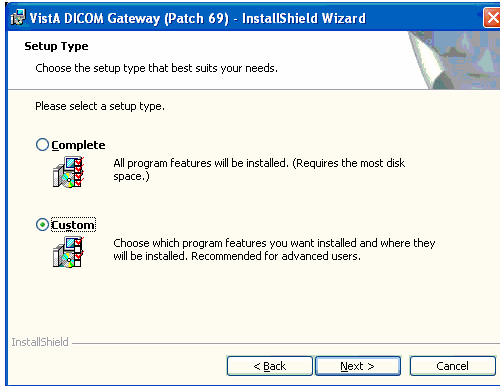 VistA DICOM Gateway (Patch 69) - InstallShield Wizard
Setup Type
Choose the setup type that best suits your needs.
Please select a setup type.
Complete
All program features will be installed. (Requires the most disk
space.)
Custom
Choose which program features you want installed and where they
will be installed. Recommended for advanced users.
InstallShield
< Back
Next >
Cancel